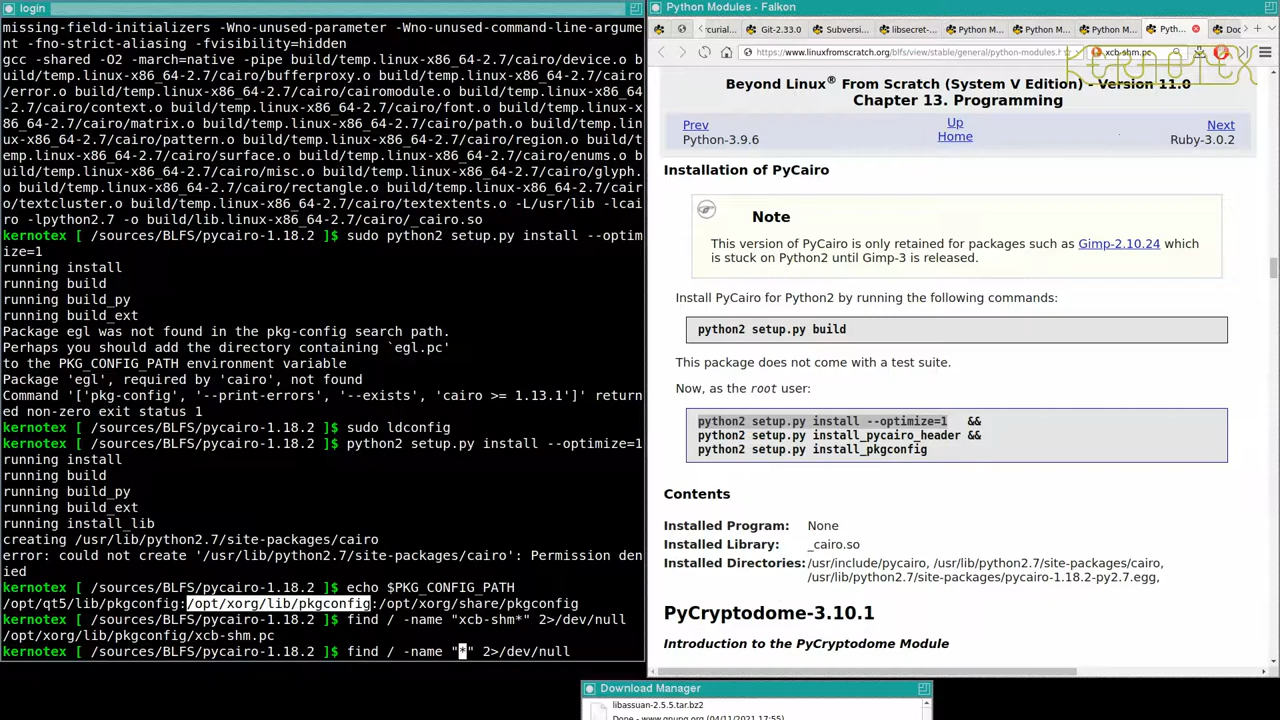 login
missing-field-initializers -Wno-unused-parameter -Wno-unused-command-line-argume
nt -fno-strict-aliasing -fvisibility=hidden
gcc -shared -O2 -march=native -pipe build/temp.linux-x86_64-2.7/cairo/device.o b
uild/temp.linux-x86_64-2.7/cairo/bufferproxy.o build/temp.linux-x86_64-2.7/cairo
/error.o build/temp.linux-x86_64-2.7/cairo/cairomodule.o build/temp.linux-x86_64
-2.7/cairo/context.o build/temp.linux-x86_64-2.7/cairo/font.o build/temp.linux-x
86_64-2.7/cairo/matrix.o build/temp.linux-x86_64-2.7/cairo/path.o build/temp.lin
ux-x86_64-2.7/cairo/pattern.o build/temp.linux-x86_64-2.7/cairo/region.o build/t
emp.linux-x86_64-2.7/cairo/surface.o build/temp.linux-x86_64-2.7/cairo/enums.o b
uild/temp.linux-x86_64-2.7/cairo/misc.o build/temp.linux-x86_64-2.7/cairo/glyph.
o build/temp.linux-x86_64-2.7/cairo/rectangle.o build/temp.linux-x86_64-2.7/cair
o/textcluster.o build/temp.linux-x86_64-2.7/cairo/textextents.o -L/usr/lib -lcai
ro -lpython2.7 -o build/lib.linux-x86_64-2.7/cairo/_cairo.so
kernotex [ /sources/BLFS/pycairo-1.18.2 ]$ sudo python2 setup.py install --optim
ize=1
running install
running build
running build_py
running build_ext
Package egl was not found in the pkg-config search path.
Perhaps you should add the directory containing `egl.pc'
to the PKG_CONFIG_PATH environment variable
Package 'egl', required by 'cairo', not found
Command '['pkg-config', '--print-errors', '--exists', 'cairo >= 1.13.1']' return
ed non-zero exit status 1
kernotex [ /sources/BLFS/pycairo-1.18.2 ]$ sudo ldconfig
kernotex [ /sources/BLFS/pycairo-1.18.2 ]$ python2 setup.py install --optimize=1
running install
running build
running build_py
running build_ext
running install_lib
creating /usr/lib/python2.7/site-packages/cairo
error: could not create '/usr/lib/python2.7/site-packages/cairo': Permission den
ied
kernotex [ /sources/BLFS/pycairo-1.18.2 ]$ echo $PKG_CONFIG_PATH
/opt/qt5/lib/pkgconfig:/opt/xorg/lib/pkgconfig:/opt/xorg/share/pkgconfig
kernotex [ /sources/BLFS/pycairo-1.18.2 ]$ find / -name "xcb-shm*" 2>/dev/null
/opt/xorg/lib/pkgconfig/xcb-shm.pc
kernotex [ /sources/BLFS/pycairo-1.18.2 ]$ find / -name "*" 2>/dev/null
Python Modules - Falkon
curial, Git-2.33.0 Subversi libsecret- Python M Python M Python M Pyth Doc
https://www.linuxfromscratch.org/blfs/view/stable/general/python-modules.h xcb-shm.pc
KERNOTEX
Beyond Linux® From Scratch (System V Edition) - Version 11.0
Chapter 13. Programming
Prev Up Next
Python-3.9.6 Home Ruby-3.0.2
Installation of PyCairo
Note
This version of PyCairo is only retained for packages such as Gimp-2.10.24 which
is stuck on Python2 until Gimp-3 is released.
Install PyCairo for Python2 by running the following commands:
python2 setup.py build
This package does not come with a test suite.
Now, as the root user:
python2 setup.py install --optimize=1 &&
python2 setup.py install_pycairo_header &&
python2 setup.py install_pkgconfig
Contents
Installed Program: None
Installed Library: _cairo.so
Installed Directories: /usr/include/pycairo, /usr/lib/python2.7/site-packages/cairo,
/usr/lib/python2.7/site-packages/pycairo-1.18.2-py2.7.egg,
PyCryptodome-3.10.1
Introduction to the PyCryptodome Module
Download Manager
libassuan-2.5.5.tar.bz2
Done - www.gnupg.org (04/11/2021 17:55)